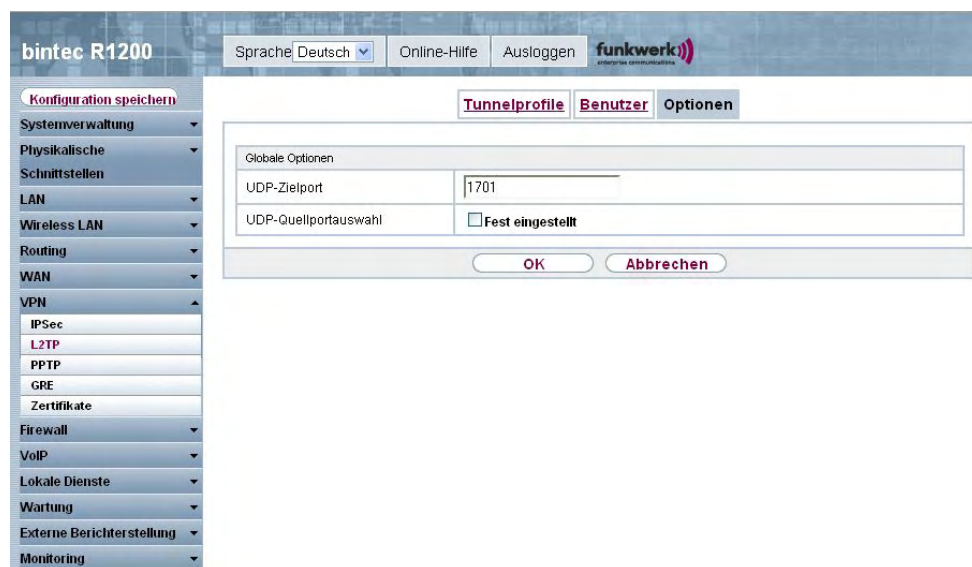 bintec R1200
Sprache Deutsch
Online-Hilfe
Ausloggen
funkwerk
enterprise communications
Konfiguration speichern
Systemverwaltung
Physikalische
Schnittstellen
LAN
Wireless LAN
Routing
WAN
VPN
IPSec
L2TP
PPTP
GRE
Zertifikate
Firewall
VoIP
Lokale Dienste
Wartung
Externe Berichterstellung
Monitoring
Tunnelprofile
Benutzer
Optionen
Globale Optionen
UDP-Zielport 1701
UDP-Quellportauswahl Fest eingestellt
OK
Abbrechen